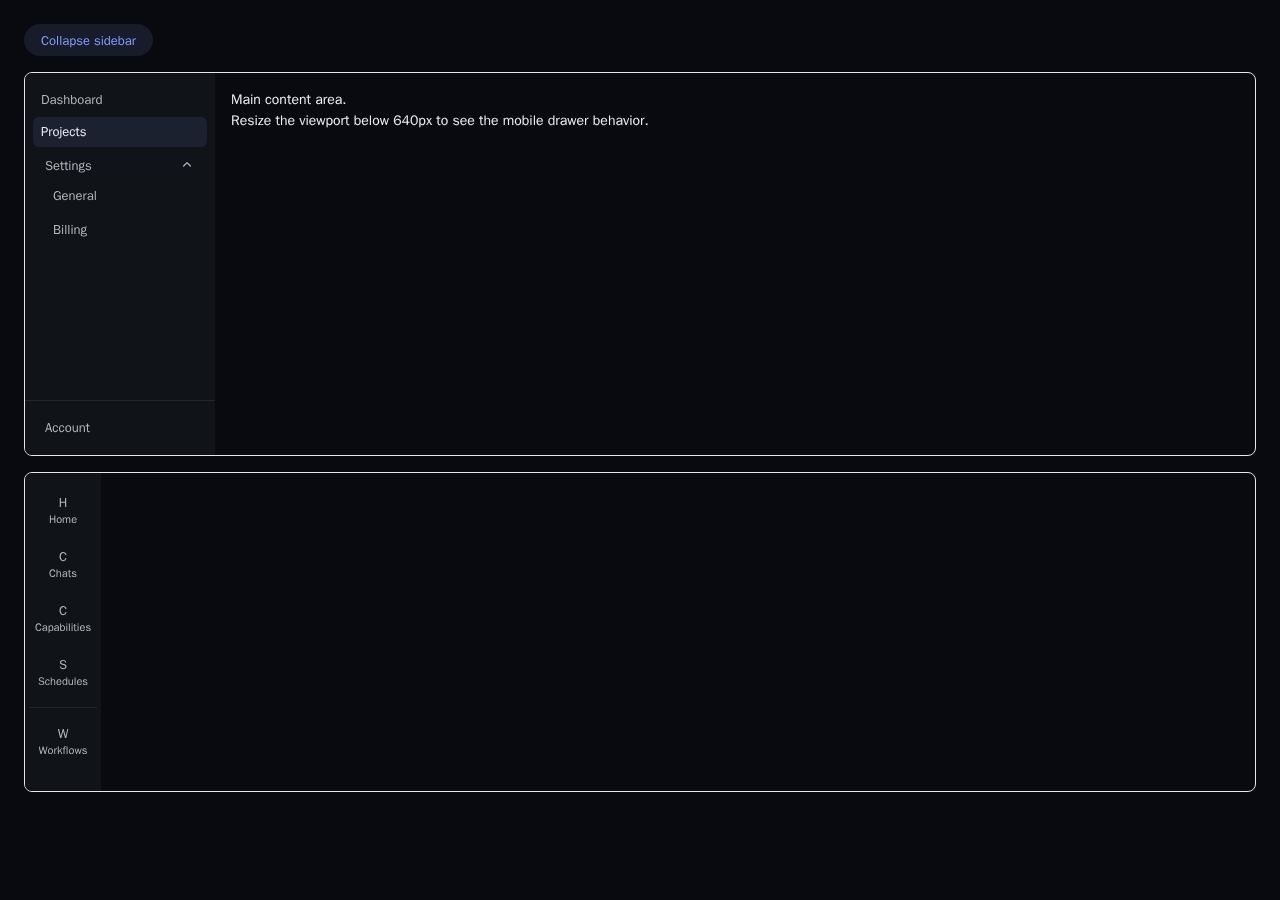 Collapse sidebar
Dashboard
Main content area.
Resize the viewport below 640px to see the mobile drawer behavior.
Projects
Settings
General
Billing
Account
H
Home
C
Chats
C
Capabilities
S
Schedules
W
Workflows